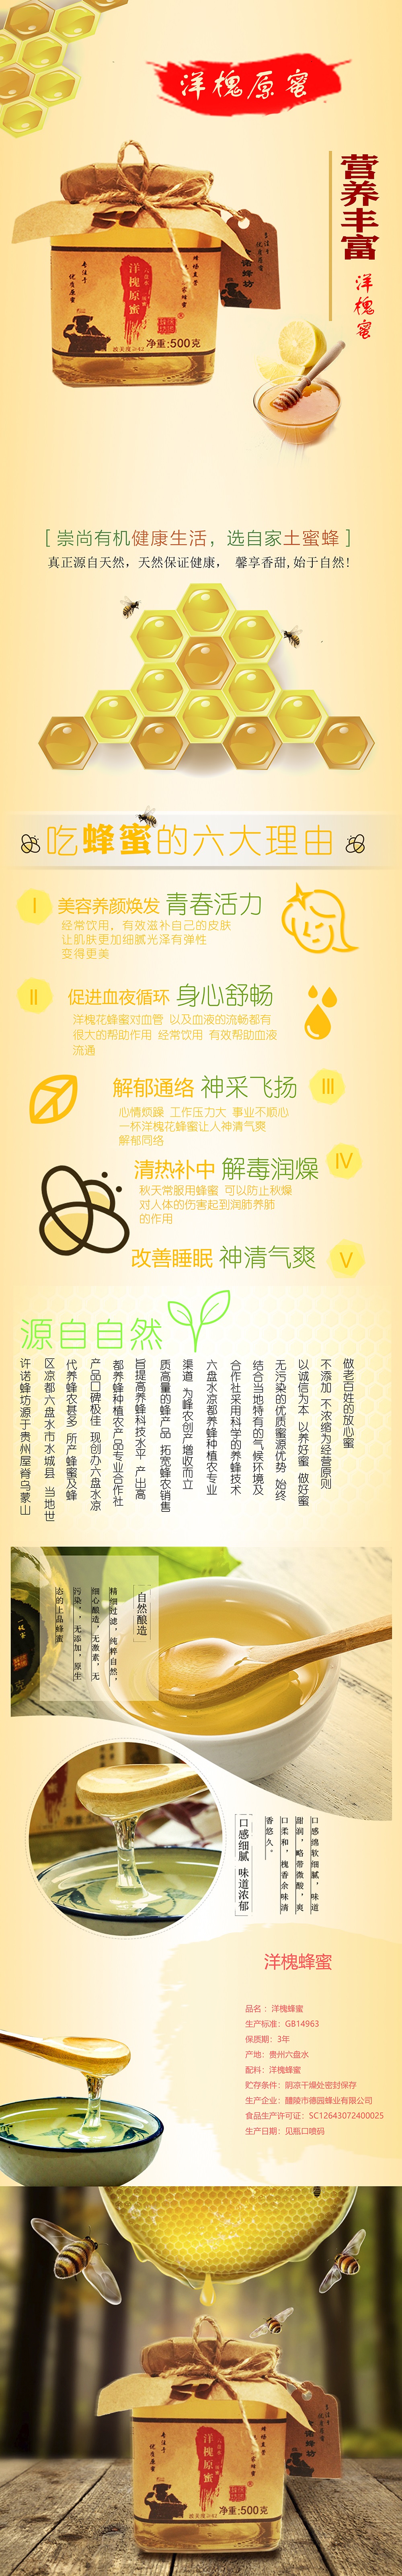 洋槐原蜜
营养丰富
洋槐蜜
专注于
优质原蜜
洋槐原蜜
净重:500克
专注于
优质原蜜
[ 崇尚有机健康生活，选自家土蜜蜂 ]
真正源自天然，天然保证健康， 馨享香甜,始于自然!
吃蜂蜜的六大理由
I 美容养颜焕发 青春活力
经常饮用，有效滋补自己的皮肤
让肌肤更加细腻光泽有弹性
变得更美
II 促进血夜循环 身心舒畅
洋槐花蜂蜜对血管 以及血液的流畅都有
很大的帮助作用 经常饮用 有效帮助血液
流通
解郁通络 神采飞扬 III
心情烦躁 工作压力大 事业不顺心
一杯洋槐花蜂蜜让人神清气爽
解郁同络
清热补中 解毒润燥 IV
秋天常服用蜂蜜 可以防止秋燥
对人体的伤害起到润肺养肺
的作用
改善睡眠 神清气爽 V
源自自然
许诺蜂坊源于贵州屋脊乌蒙山
区凉都六盘水市水城县 当地世
代养蜂农甚多 所产蜂蜜及蜂
产品口碑极佳 现创办六盘水凉
都养蜂种植农产品专业合作社
旨提高养蜂科技水平 产出高
质高量的蜂产品 拓宽蜂农销售
渠道 为蜂农创产增收而立
六盘水凉都养蜂种植农专业
合作社采用科学的养蜂技术
结合当地特有的气候环境及
无污染的优质蜜源优势 始终
以诚信为本 以养好蜜 做好蜜
不添加 不浓缩为经营原则
做老百姓的放心蜜
自然酿造
精细过滤，纯粹自然，
细心酿造，无激素，无
污染，无添加，原生
态的上品蜂蜜
口感细腻 味道浓郁
口感绵软细腻，味道
甜润，略带微酸，爽
口柔和，槐香余味清
香悠久。
洋槐蜂蜜
品名：洋槐蜂蜜
生产标准：GB14963
保质期：3年
产地：贵州六盘水
配料：洋槐蜂蜜
贮存条件：阴凉干燥处密封保存
生产企业：醴陵市德园蜂业有限公司
食品生产许可证：SC12643072400025
生产日期：见瓶口喷码
专注于
优质原蜜
洋槐原蜜
净重:500克